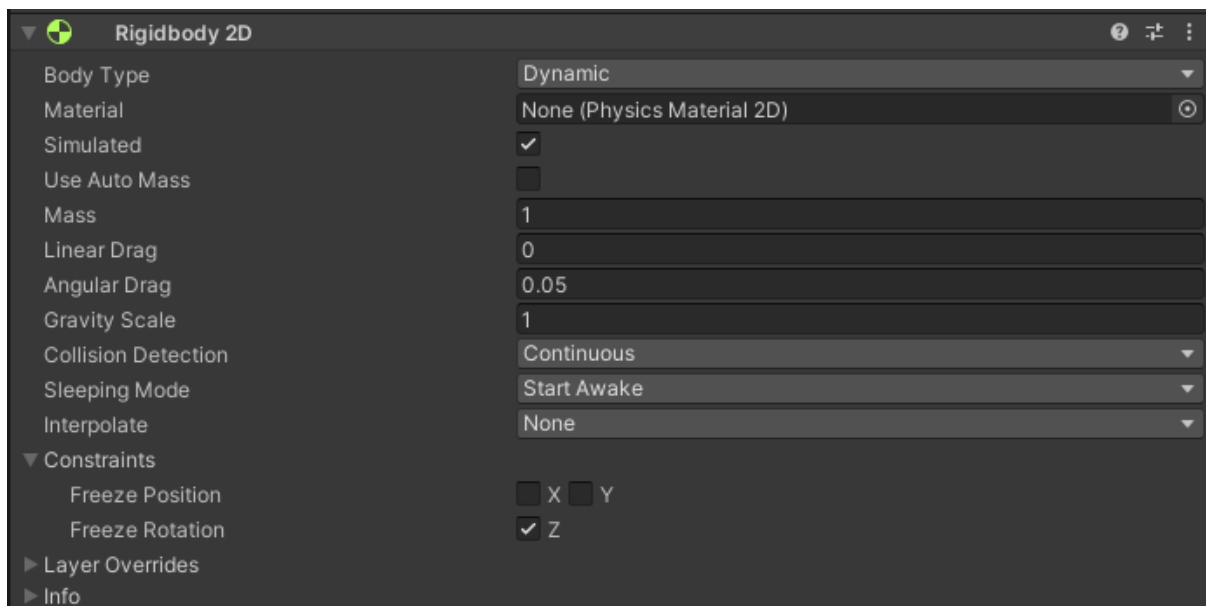 Rigidbody 2D
Body Type Dynamic
Material None (Physics Material 2D)
Simulated
Use Auto Mass
Mass 1
Linear Drag 0
Angular Drag 0.05
Gravity Scale 1
Collision Detection Continuous
Sleeping Mode Start Awake
Interpolate None
Constraints
Freeze Position X Y
Freeze Rotation Z
Layer Overrides
Info